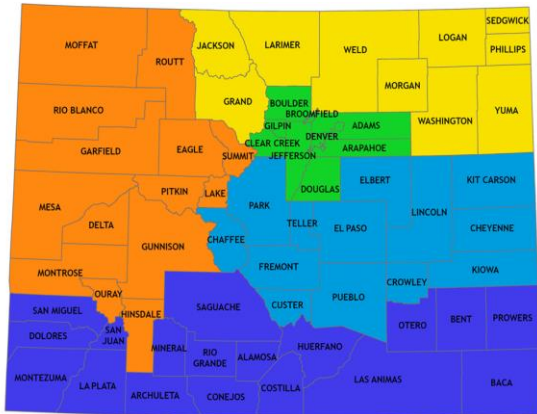 SEDGWICK
LOGAN
MOFFAT
ROUTT
JACKSON
LARIMER
WELD
PHILLIPS
MORGAN
RIO BLANCO
GRAND
BOULDER
BROOMFIELD
WASHINGTON
YUMA
GILPIN
ADAMS
DENVER
GARFIELD
EAGLE
SUMMIT
CLEAR CREEK
JEFFERSON
ARAPAHOE
DOUGLAS
ELBERT
KIT CARSON
PITKIN
LAKE
MESA
PARK
LINCOLN
DELTA
TELLER
EL PASO
CHEYENNE
GUNNISON
CHAFFEE
FREMONT
KIOWA
MONTROSE
CROWLEY
OURAY
SAGUACHE
CUSTER
PUEBLO
SAN MIGUEL
HINSDALE
OTERO
BENT
PROWERS
DOLORES
SAN
JUAN
MINERAL
RIO
GRANDE
ALAMOSA
HUERFANO
MONTEZUMA
LA PLATA
ARCHULETA
CONEJOS
COSTILLA
LAS ANIMAS
BACA